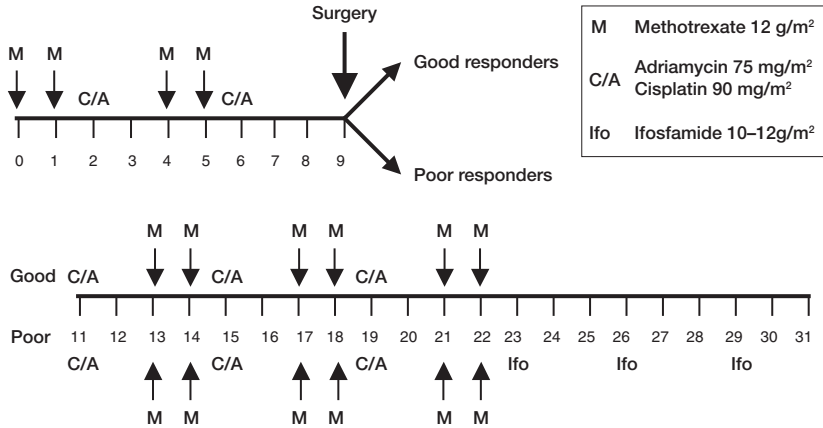 Surgery
M M M M
C/A C/A
Good responders
Poor responders
0 1 2 3 4 5 6 7 8 9
M Methotrexate 12 g/m²
C/A Adriamycin 75 mg/m²
Cisplatin 90 mg/m²
Ifo Ifosfamide 10–12g/m²
M M M M M M
Good C/A C/A C/A
Poor 11 12 13 14 15 16 17 18 19 20 21 22 23 24 25 26 27 28 29 30 31
C/A C/A C/A Ifo Ifo Ifo
M M M M M M